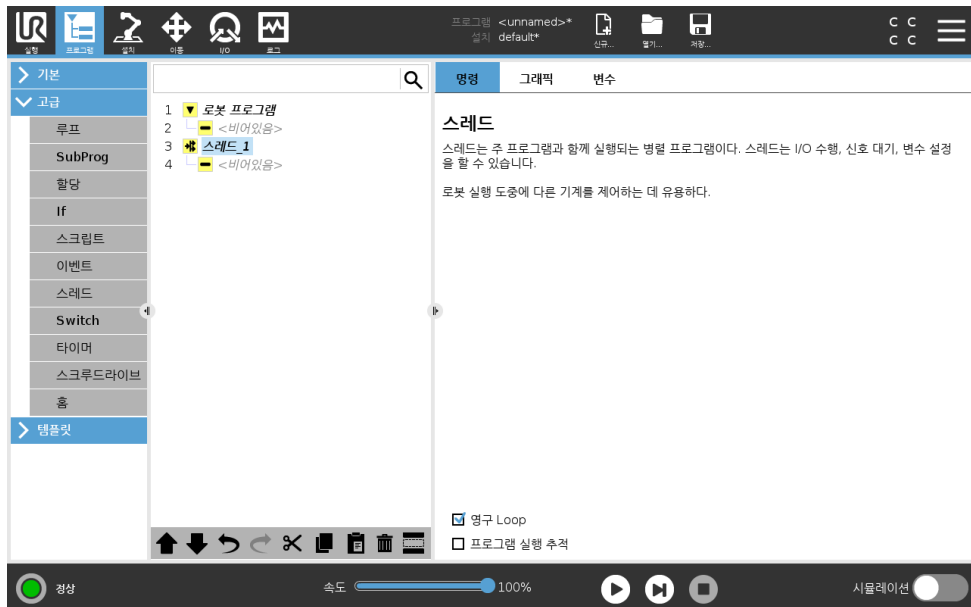 프로그램 <unnamed>*
설치 default*
실행
프로그램
설치
이동
I/O
로그
신규...
열기...
저장...
C C
C C
기본
고급
루프
SubProg
할당
If
스크립트
이벤트
스레드
Switch
타이머
스크루드라이브
홈
템플릿
1 로봇 프로그램
2 <비어있음>
3 스레드_1
4 <비어있음>
명령 그래픽 변수
스레드
스레드는 주 프로그램과 함께 실행되는 병렬 프로그램이다. 스레드는 I/O 수행, 신호 대기, 변수 설정
을 할 수 있습니다.
로봇 실행 도중에 다른 기계를 제어하는 데 유용하다.
영구 Loop
프로그램 실행 추적
정상
속도 100%
시뮬레이션